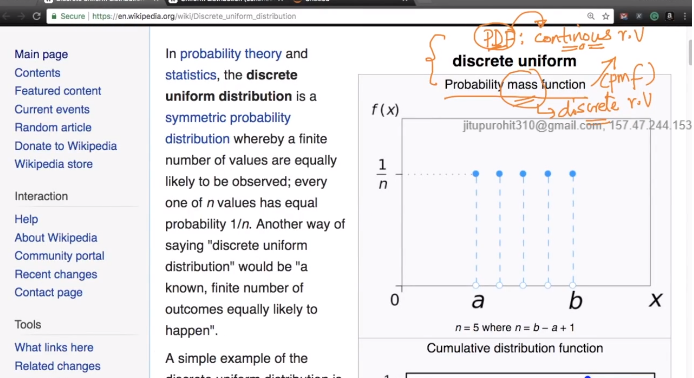 Secure | https://en.wikipedia.org/wiki/Discrete_uniform_distribution
Main page
Contents
Featured content
Current events
Random article
Donate to Wikipedia
Wikipedia store
Interaction
Help
About Wikipedia
Community portal
Recent changes
Contact page
Tools
What links here
Related changes
In probability theory and
statistics, the discrete
uniform distribution is a
symmetric probability
distribution whereby a finite
number of values are equally
likely to be observed; every
one of n values has equal
probability 1/n. Another way of
saying "discrete uniform
distribution" would be "a
known, finite number of
outcomes equally likely to
happen".
A simple example of the
PDF : continous r.V
discrete uniform
Probability mass function (pmf)
discrete r.V
jitupurohit310@gmail.com, 157.47.244.153
f(x)
1
n
0 a b x
n = 5 where n = b − a + 1
Cumulative distribution function
1